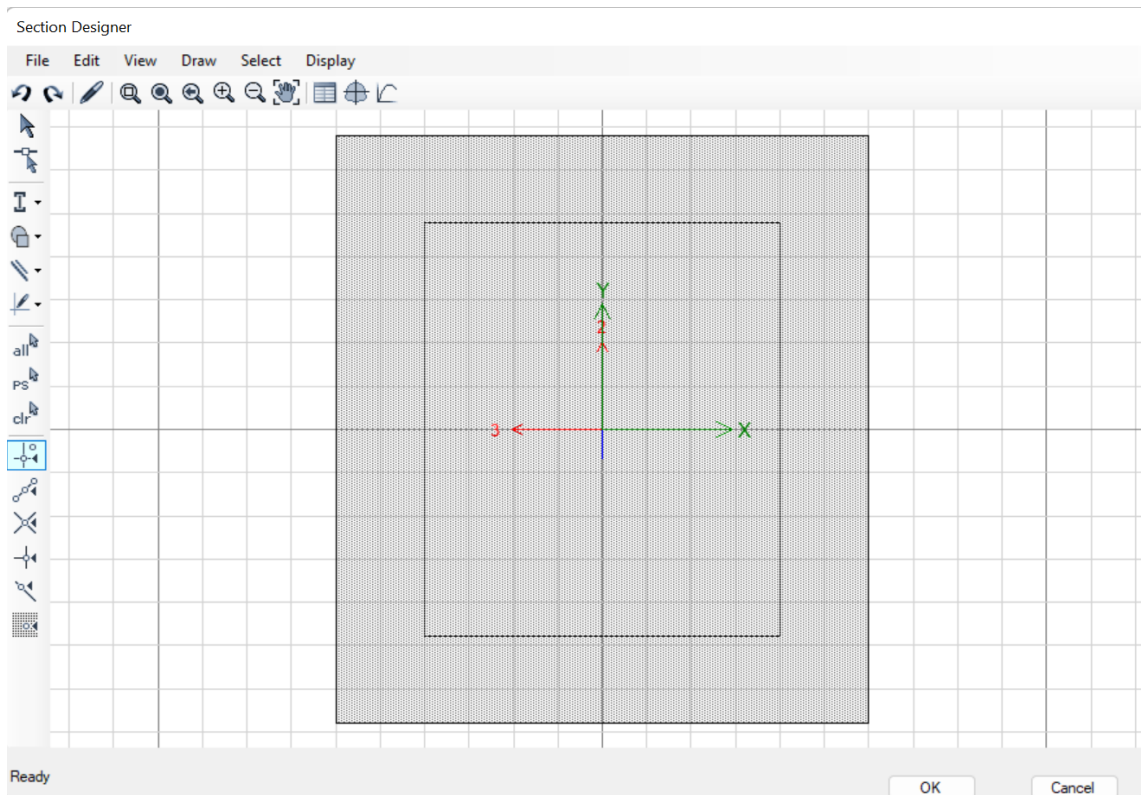 Section Designer
File Edit View Draw Select Display
all
PS
clr
Y
2
3 X
Ready
OK Cancel